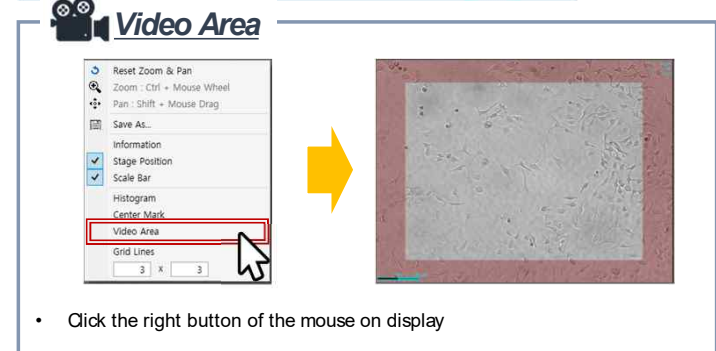 Video Area
Reset Zoom & Pan
Zoom : Ctrl + Mouse Wheel
Pan : Shift + Mouse Drag
Save As...
Information
Stage Position
Scale Bar
Histogram
Center Mark
Video Area
Grid Lines
3 x 3
• Click the right button of the mouse on display